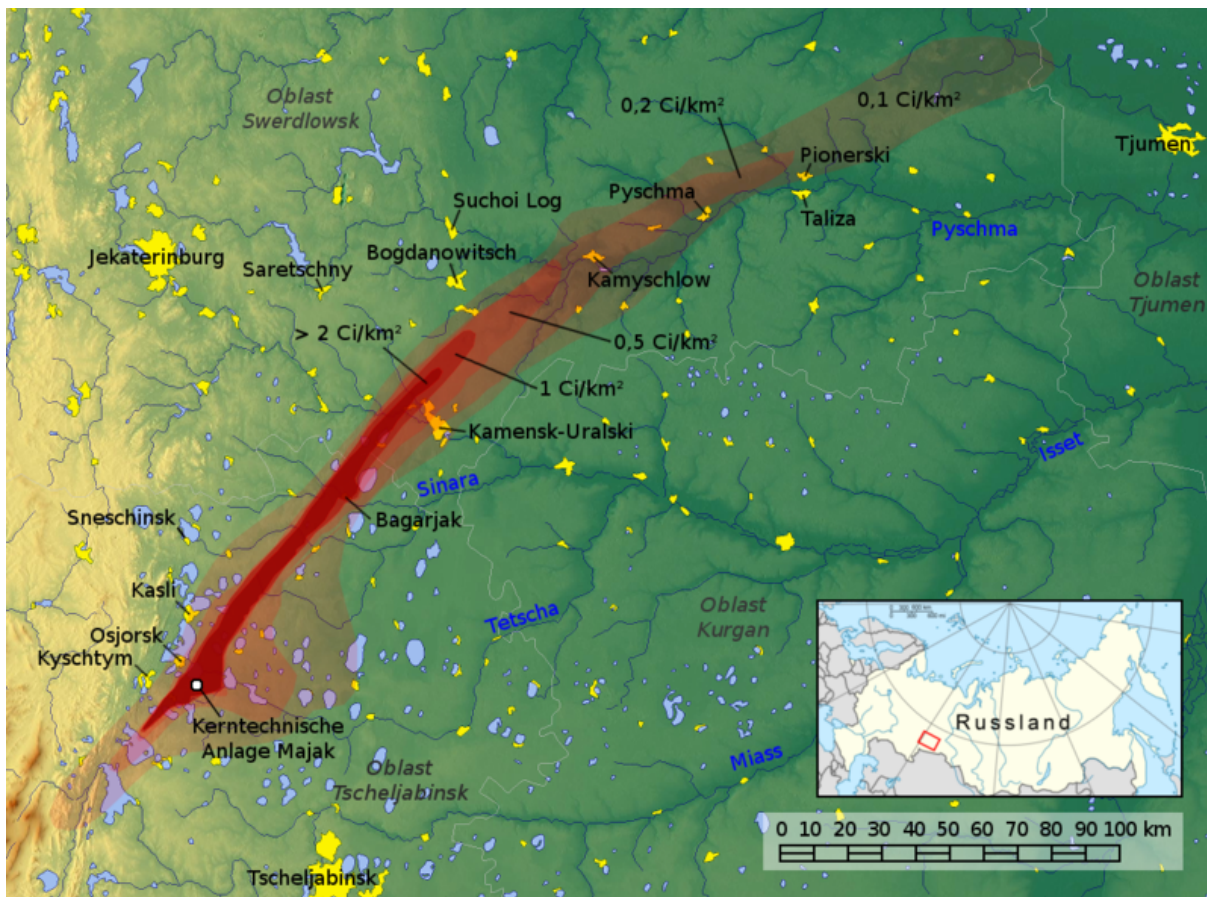 Oblast
Swerdlowsk
0,2 Ci/km²
0,1 Ci/km²
Tjumen
Pionerski
Pyschma
Suchoi Log
Taliza
Pyschma
Jekaterinburg
Saretschny
Bogdanowitsch
Kamyschlow
Oblast
Tjumen
> 2 Ci/km²
0,5 Ci/km²
1 Ci/km²
Kamensk-Uralski
Isset
Sinara
Sneschinsk
Bagarjak
Kasli
Tetscha
Oblast
Kurgan
Osjorsk
Kyschtym
Kerntechnische
Anlage Majak
Russland
Miass
Oblast
Tscheljabinsk
0 10 20 30 40 50 60 70 80 90 100 km
Tscheljabinsk